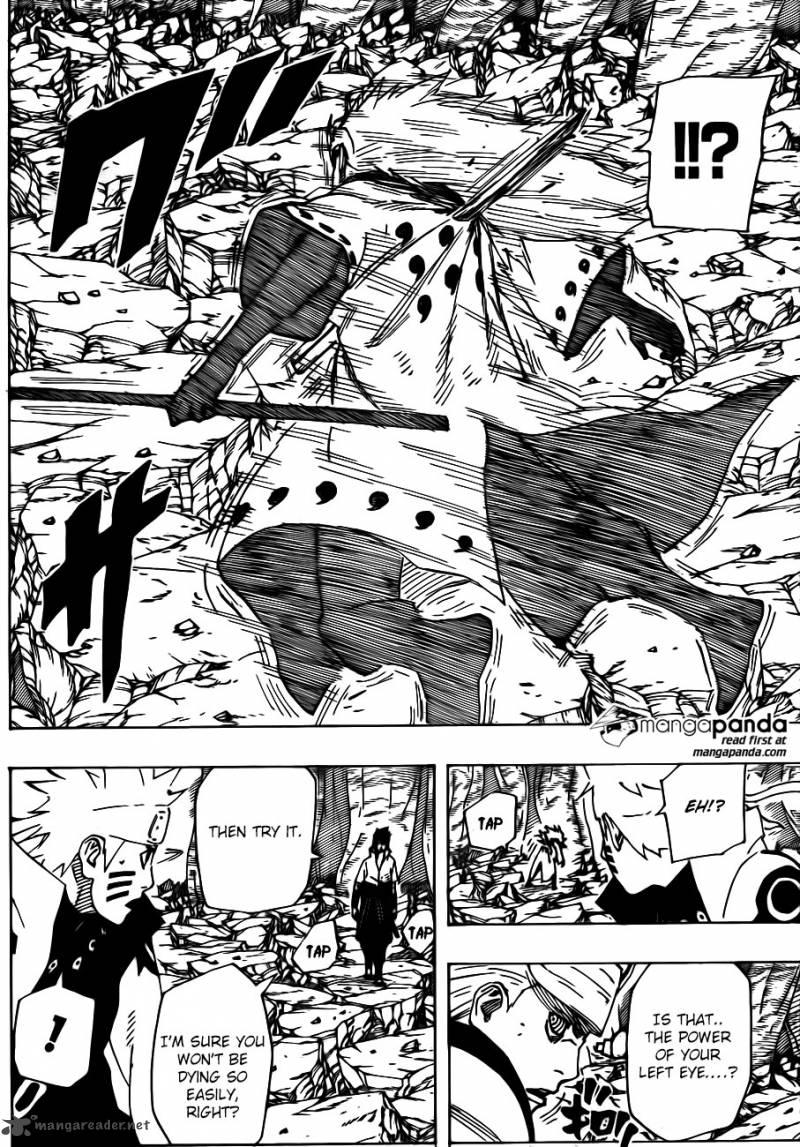 !!?
mangapanda
read first at
mangapanda.com
EH!?
TAP
IS THAT..
THE POWER
OF YOUR
LEFT EYE....?
THEN TRY IT.
TAP
TAP
I'M SURE YOU
WON'T BE
DYING SO
EASILY,
RIGHT?
!
mangareader.net